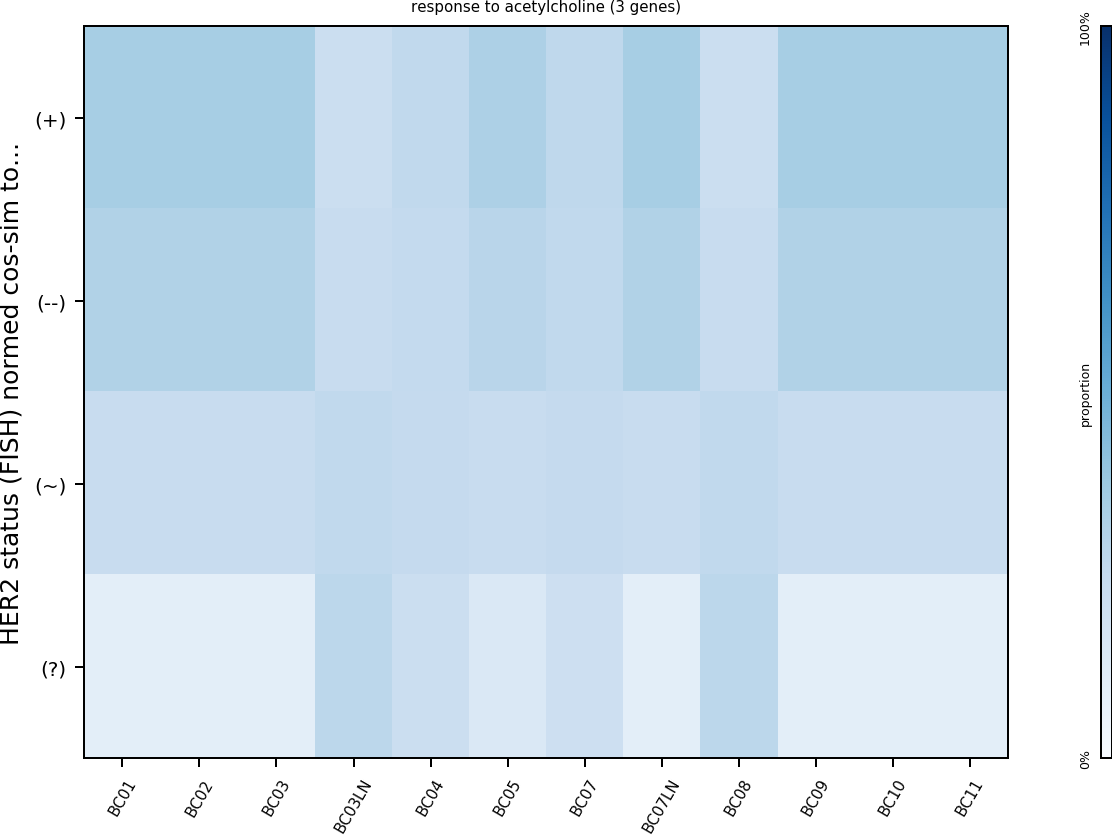 response to acetylcholine (3 genes)
HER2 status (FISH) normed cos-sim to...
(+)
(--)
(~)
(?)
BC01
BC02
BC03
BC03LN
BC04
BC05
BC07
BC07LN
BC08
BC09
BC10
BC11
100%
proportion
0%